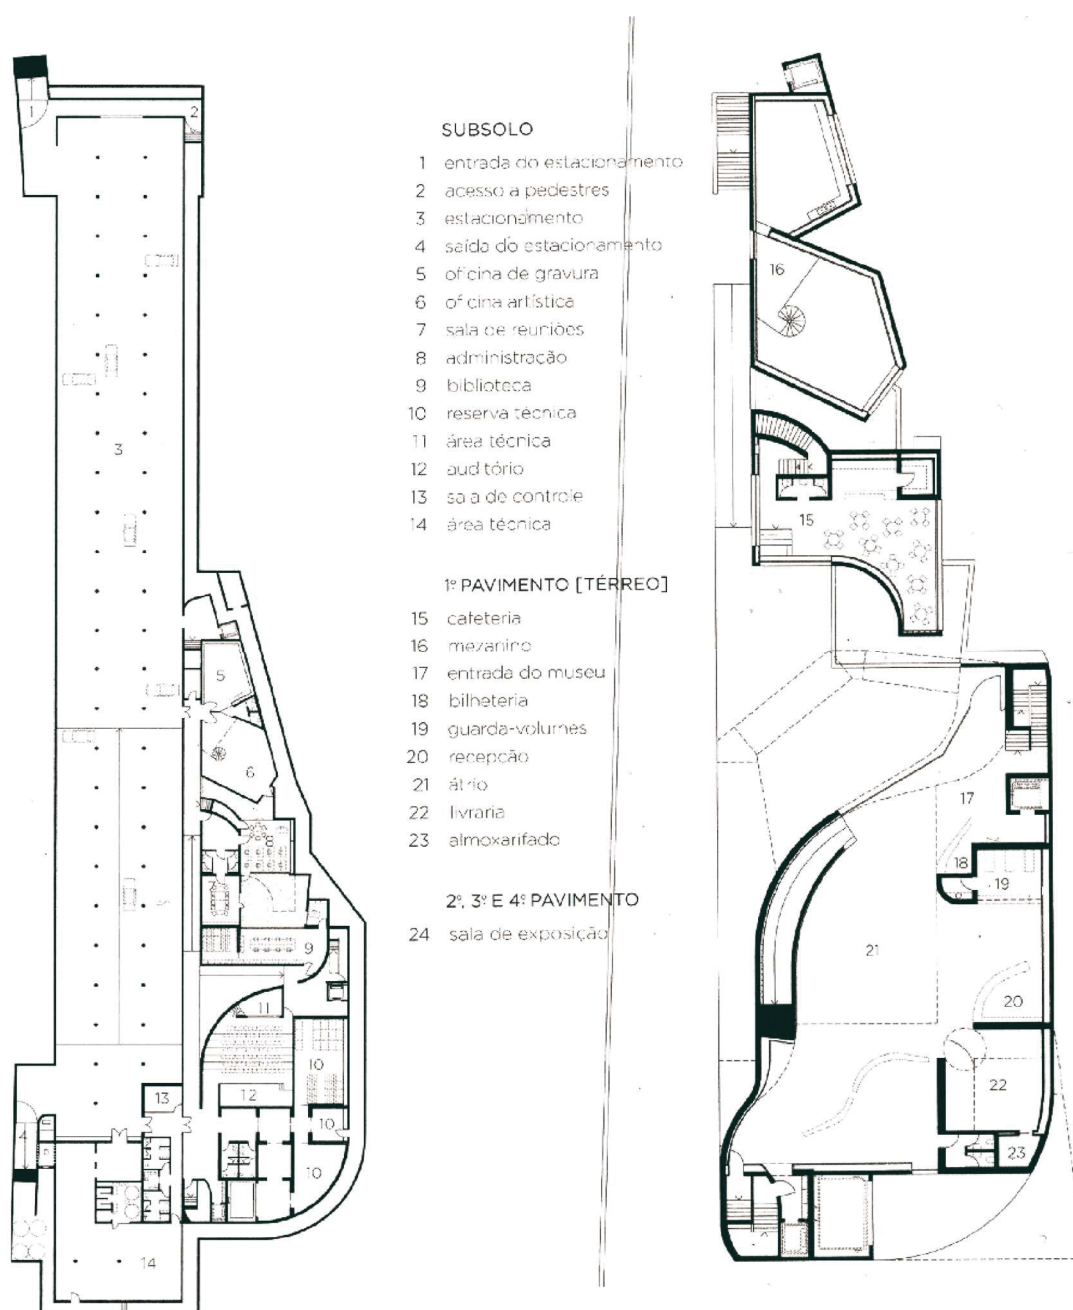 1
2
3
5
6
8
9
11
10
12
10
13
4
10
14
SUBSOLO
1 entrada do estacionamento
2 acesso a pedestres
3 estacionamento
4 saída do estacionamento
5 oficina de gravura
6 oficina artística
7 sala de reuniões
8 administração
9 biblioteca
10 reserva técnica
11 área técnica
12 auditório
13 sala de controle
14 área técnica
1º PAVIMENTO [TÉRREO]
15 cafeteria
16 mezanino
17 entrada do museu
18 bilheteria
19 guarda-volumes
20 recepção
21 átrio
22 livraria
23 almoxarifado
2º, 3º E 4º PAVIMENTO
24 sala de exposição
16
15
17
18
19
21
20
22
23